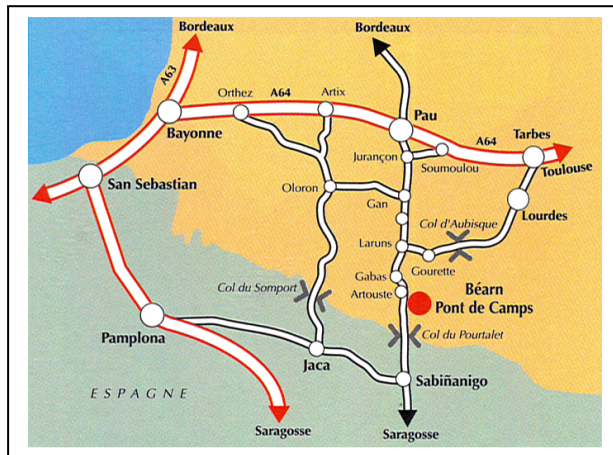 Bordeaux
Bordeaux
A63
Orthez
A64
Artix
Bayonne
Pau
A64
Tarbes
Jurançon
Soumoulou
Toulouse
San Sebastian
Oloron
Gan
Lourdes
Col d'Aubisque
Laruns
Gourette
Gabas
Col du Somport
Artouste
Béarn
Pont de Camps
Pamplona
Col du Pourtalet
Jaca
Sabiñanigo
ESPAGNE
Saragosse
Saragosse